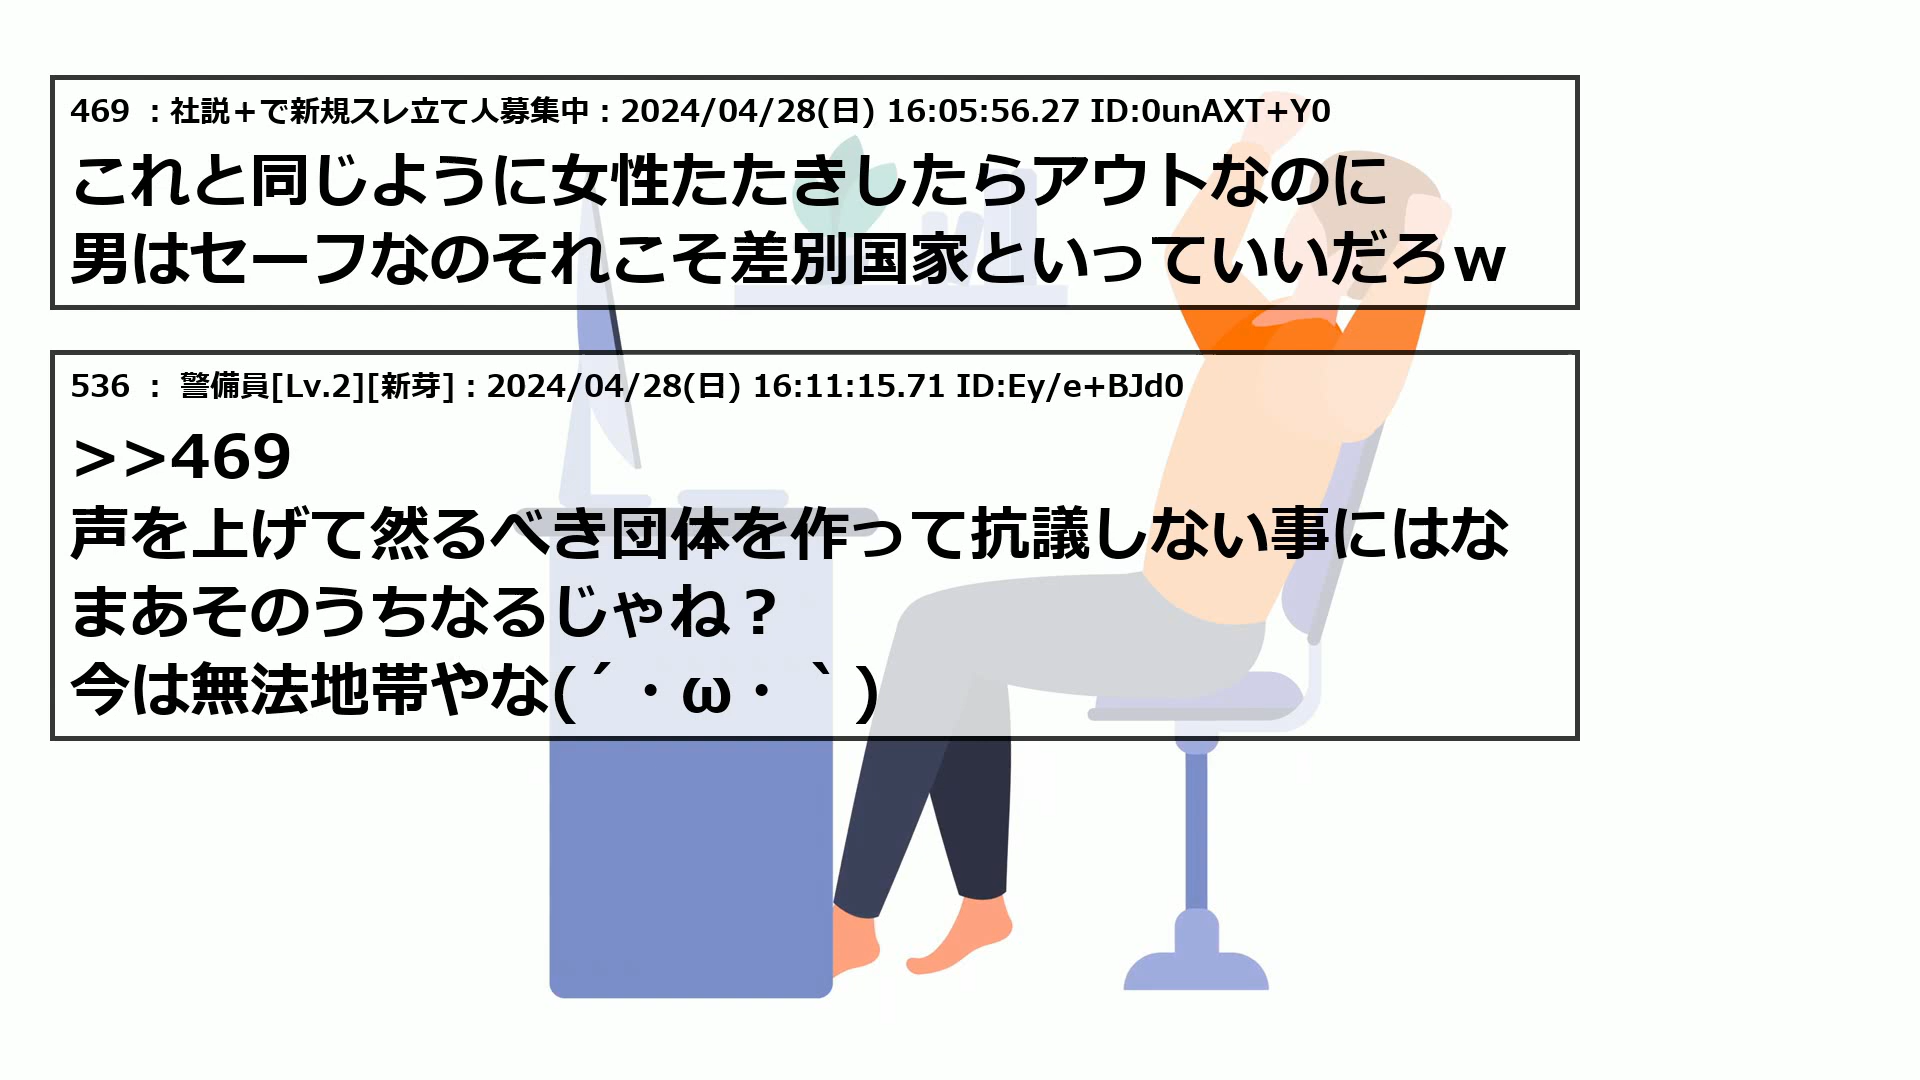 469 ：社説＋で新規スレ立て人募集中：2024/04/28(日) 16:05:56.27 ID:0unAXT+Y0
これと同じように女性たたきしたらアウトなのに
男はセーフなのそれこそ差別国家といっていいだろｗ
536 ： 警備員[Lv.2][新芽]：2024/04/28(日) 16:11:15.71 ID:Ey/e+BJd0
>>469
声を上げて然るべき団体を作って抗議しない事にはな
まあそのうちなるじゃね？
今は無法地帯やな(´・ω・｀)